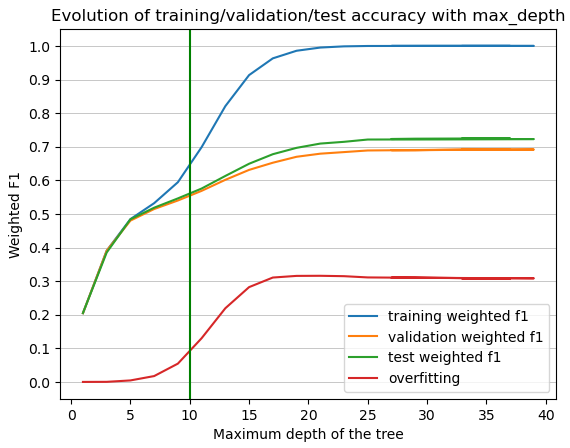 Evolution of training/validation/test accuracy with max_depth
1.0
0.9
0.8
0.7
0.6
0.5
0.4
0.3
0.2
0.1
0.0
Weighted F1
training weighted f1
validation weighted f1
test weighted f1
overfitting
0 5 10 15 20 25 30 35 40
Maximum depth of the tree